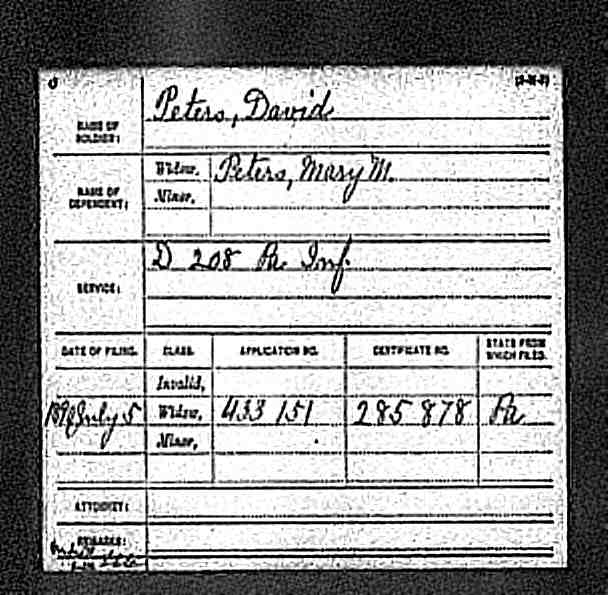 NAME OF SOLDIER: Peters, David
NAME OF DEPENDENT: Widow, Peters, Mary M.
Minor,
SERVICE: D 208 Pa Inf.
DATE OF FILING. CLASS. APPLICATION NO. CERTIFICATE NO. STATE FROM WHICH FILED.
Invalid,
July 5 Widow, 433 151 285 878 Pa
Minor,
ATTORNEY:
REMARKS: